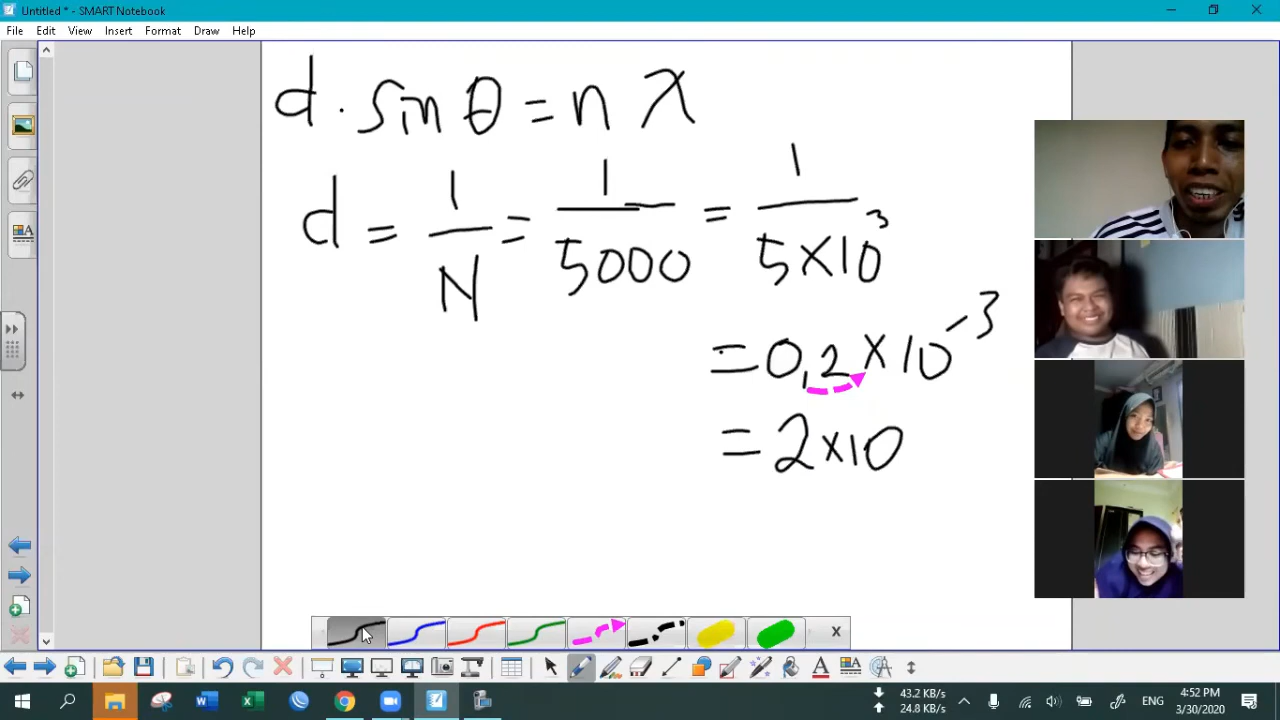 Untitled * - SMART Notebook
File Edit View Insert Format Draw Help
d · sin θ = n λ
d = 1/N = 1/5000 = 1/5×10³
= 0,2 × 10⁻³
= 2 × 10
x
A
W X
43.2 KB/s
24.8 KB/s
ENG
4:52 PM
3/30/2020